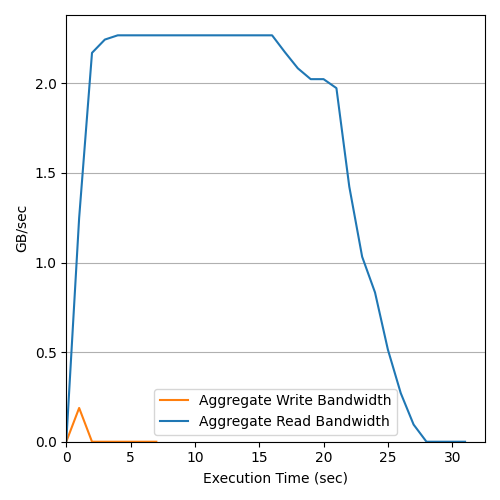 2.0
1.5
1.0
0.5
0.0
GB/sec
Aggregate Write Bandwidth
Aggregate Read Bandwidth
0 5 10 15 20 25 30
Execution Time (sec)